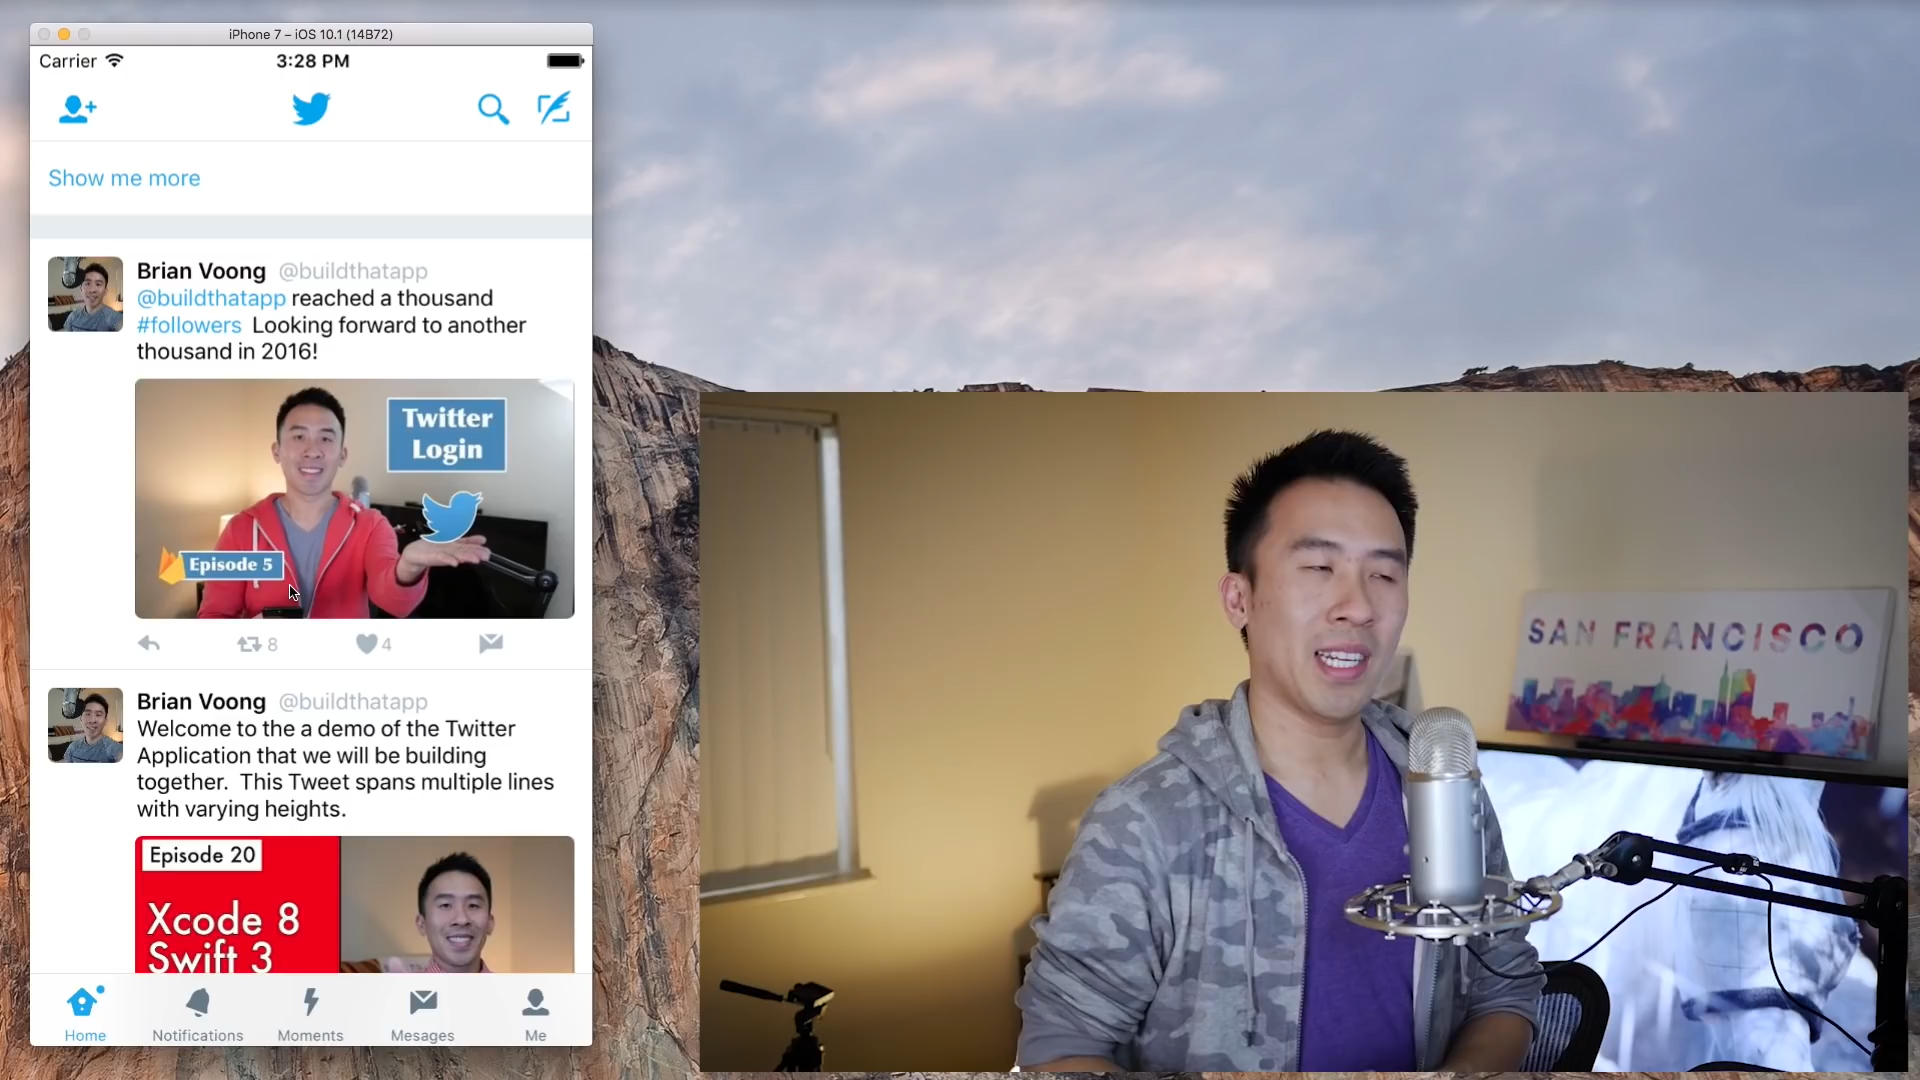 iPhone 7 – iOS 10.1 (14B72)
Carrier
3:28 PM
Show me more
Brian Voong @buildthatapp
@buildthatapp reached a thousand
#followers Looking forward to another
thousand in 2016!
Twitter
Login
Episode 5
8
4
Brian Voong @buildthatapp
Welcome to the a demo of the Twitter
Application that we will be building
together. This Tweet spans multiple lines
with varying heights.
Episode 20
Xcode 8
Swift 3
Home
Notifications
Moments
Mesages
Me
SAN FRANCISCO